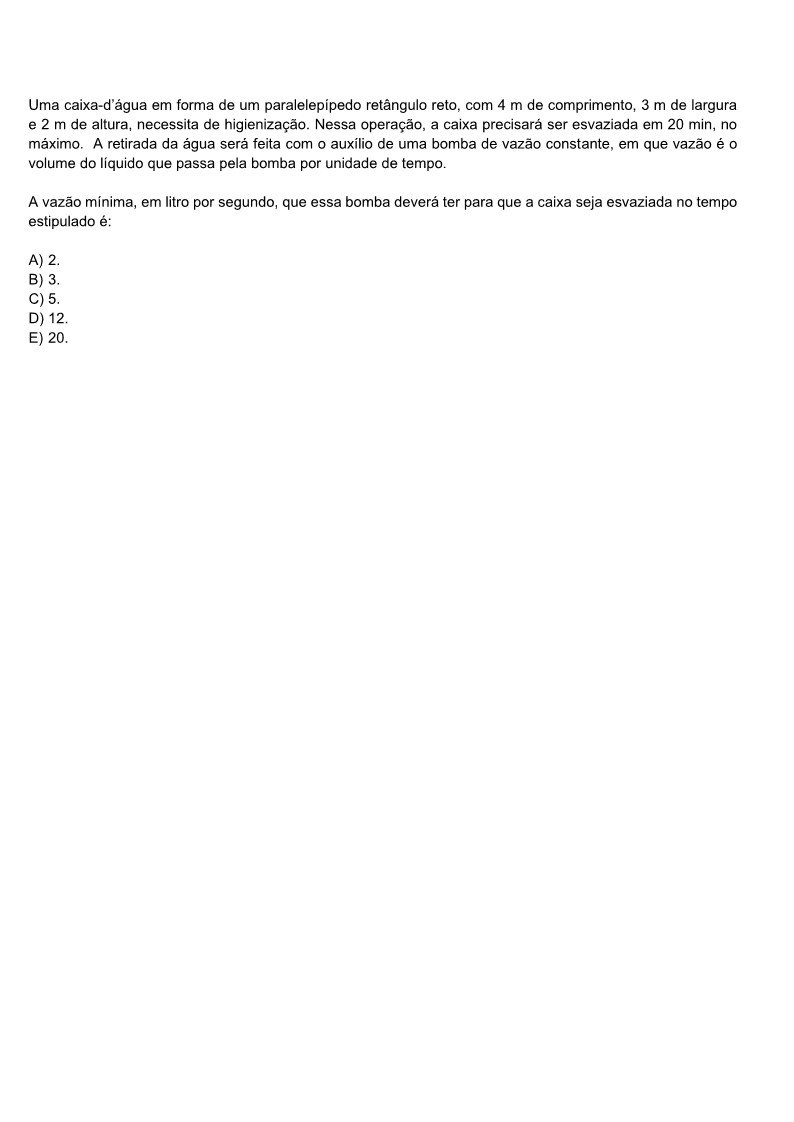 Uma caixa-d'água em forma de um paralelepípedo retângulo reto, com 4 m de comprimento, 3 m de largura
e 2 m de altura, necessita de higienização. Nessa operação, a caixa precisará ser esvaziada em 20 min, no
máximo.  A retirada da água será feita com o auxílio de uma bomba de vazão constante, em que vazão é o
volume do líquido que passa pela bomba por unidade de tempo.
A vazão mínima, em litro por segundo, que essa bomba deverá ter para que a caixa seja esvaziada no tempo
estipulado é:
A) 2.
B) 3.
C) 5.
D) 12.
E) 20.